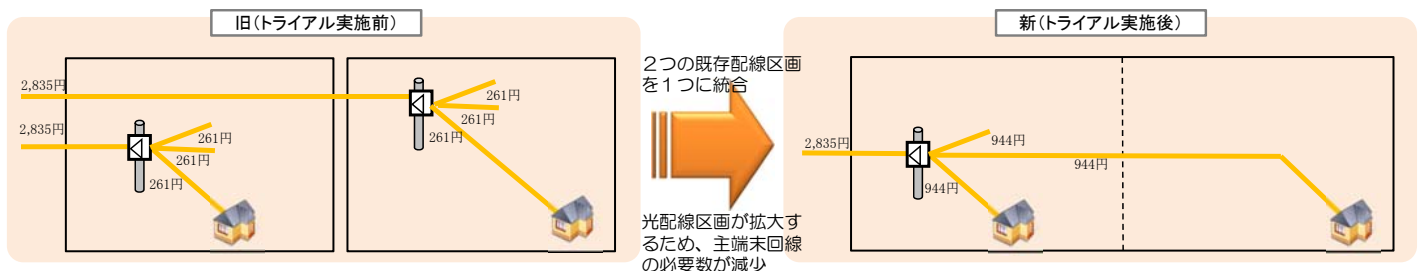 旧(トライアル実施前)
2,835円
261円
261円
261円
2,835円
261円
261円
261円
２つの既存配線区画
を１つに統合
光配線区画が拡大す
るため、主端末回線
の必要数が減少
新(トライアル実施後)
2,835円
944円
944円
944円